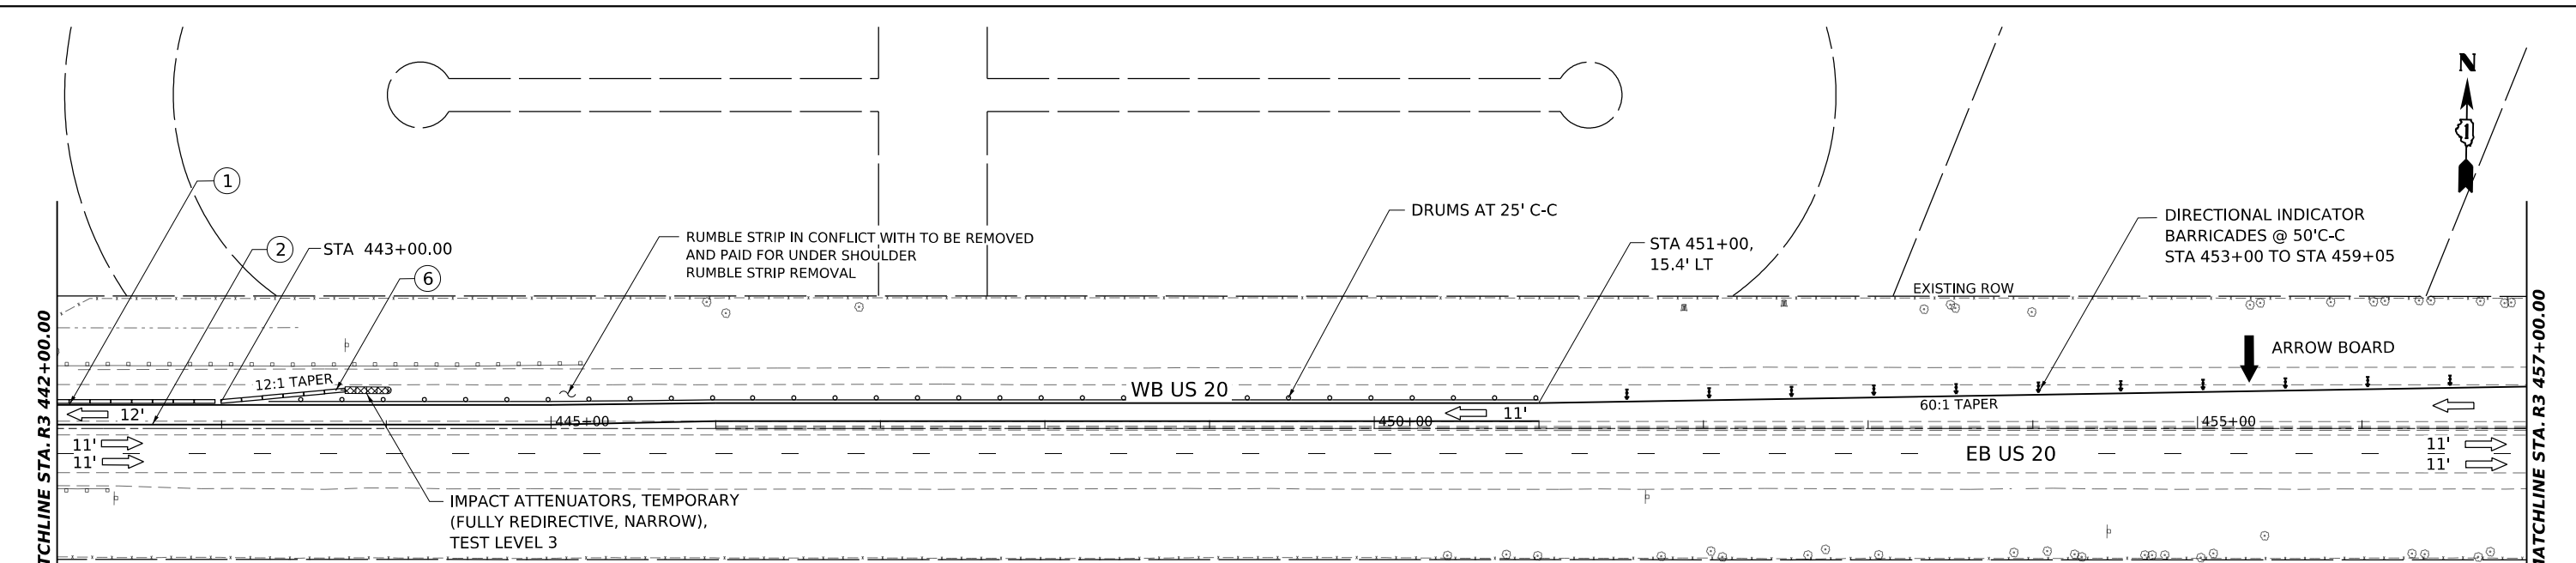 N
1
1
DRUMS AT 25' C-C
DIRECTIONAL INDICATOR
BARRICADES @ 50'C-C
STA 453+00 TO STA 459+05
2
STA 443+00.00
RUMBLE STRIP IN CONFLICT WITH TO BE REMOVED
AND PAID FOR UNDER SHOULDER
RUMBLE STRIP REMOVAL
STA 451+00,
15.4' LT
6
EXISTING ROW
ARROW BOARD
12:1 TAPER
WB US 20
60:1 TAPER
12'
11'
445+00
450+00
455+00
11'
11'
EB US 20
11'
11'
IMPACT ATTENUATORS, TEMPORARY
(FULLY REDIRECTIVE, NARROW),
TEST LEVEL 3
TCHLINE STA. R3 442+00.00
MATCHLINE STA. R3 457+00.00